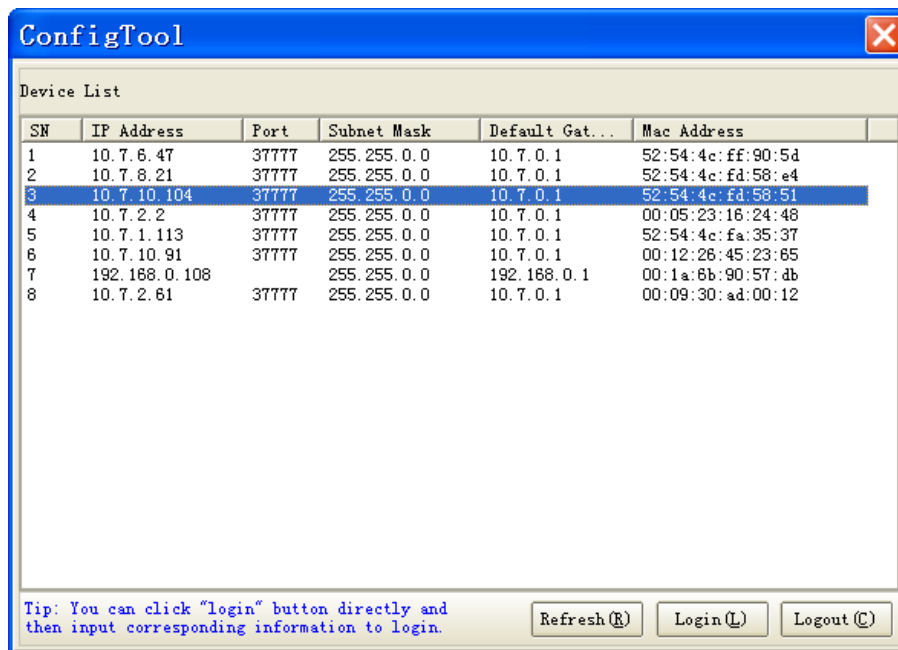 ConfigTool
Device List
SN IP Address Port Subnet Mask Default Gat... Mac Address
1 10.7.6.47 37777 255.255.0.0 10.7.0.1 52:54:4c:ff:90:5d
2 10.7.8.21 37777 255.255.0.0 10.7.0.1 52:54:4c:fd:58:e4
3 10.7.10.104 37777 255.255.0.0 10.7.0.1 52:54:4c:fd:58:51
4 10.7.2.2 37777 255.255.0.0 10.7.0.1 00:05:23:16:24:48
5 10.7.1.113 37777 255.255.0.0 10.7.0.1 52:54:4c:fa:35:37
6 10.7.10.91 37777 255.255.0.0 10.7.0.1 00:12:26:45:23:65
7 192.168.0.108 255.255.0.0 192.168.0.1 00:1a:6b:90:57:db
8 10.7.2.61 37777 255.255.0.0 10.7.0.1 00:09:30:ad:00:12
Tip: You can click "login" button directly and
then input corresponding information to login.
Refresh(R) Login(L) Logout(C)